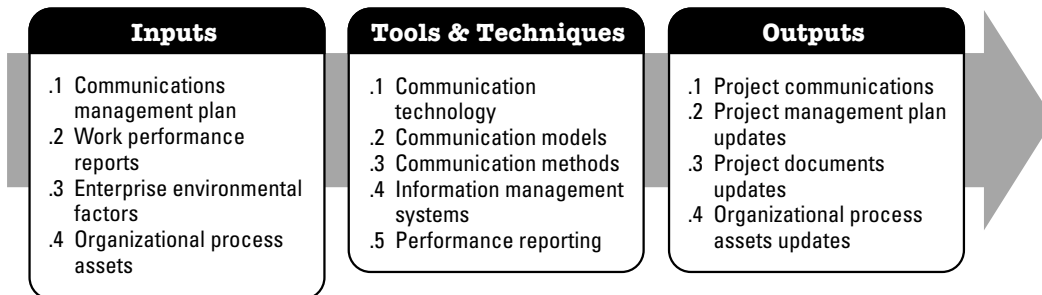 Inputs
.1 Communications
management plan
.2 Work performance
reports
.3 Enterprise environmental
factors
.4 Organizational process
assets
Tools & Techniques
.1 Communication
technology
.2 Communication models
.3 Communication methods
.4 Information management
systems
.5 Performance reporting
Outputs
.1 Project communications
.2 Project management plan
updates
.3 Project documents
updates
.4 Organizational process
assets updates